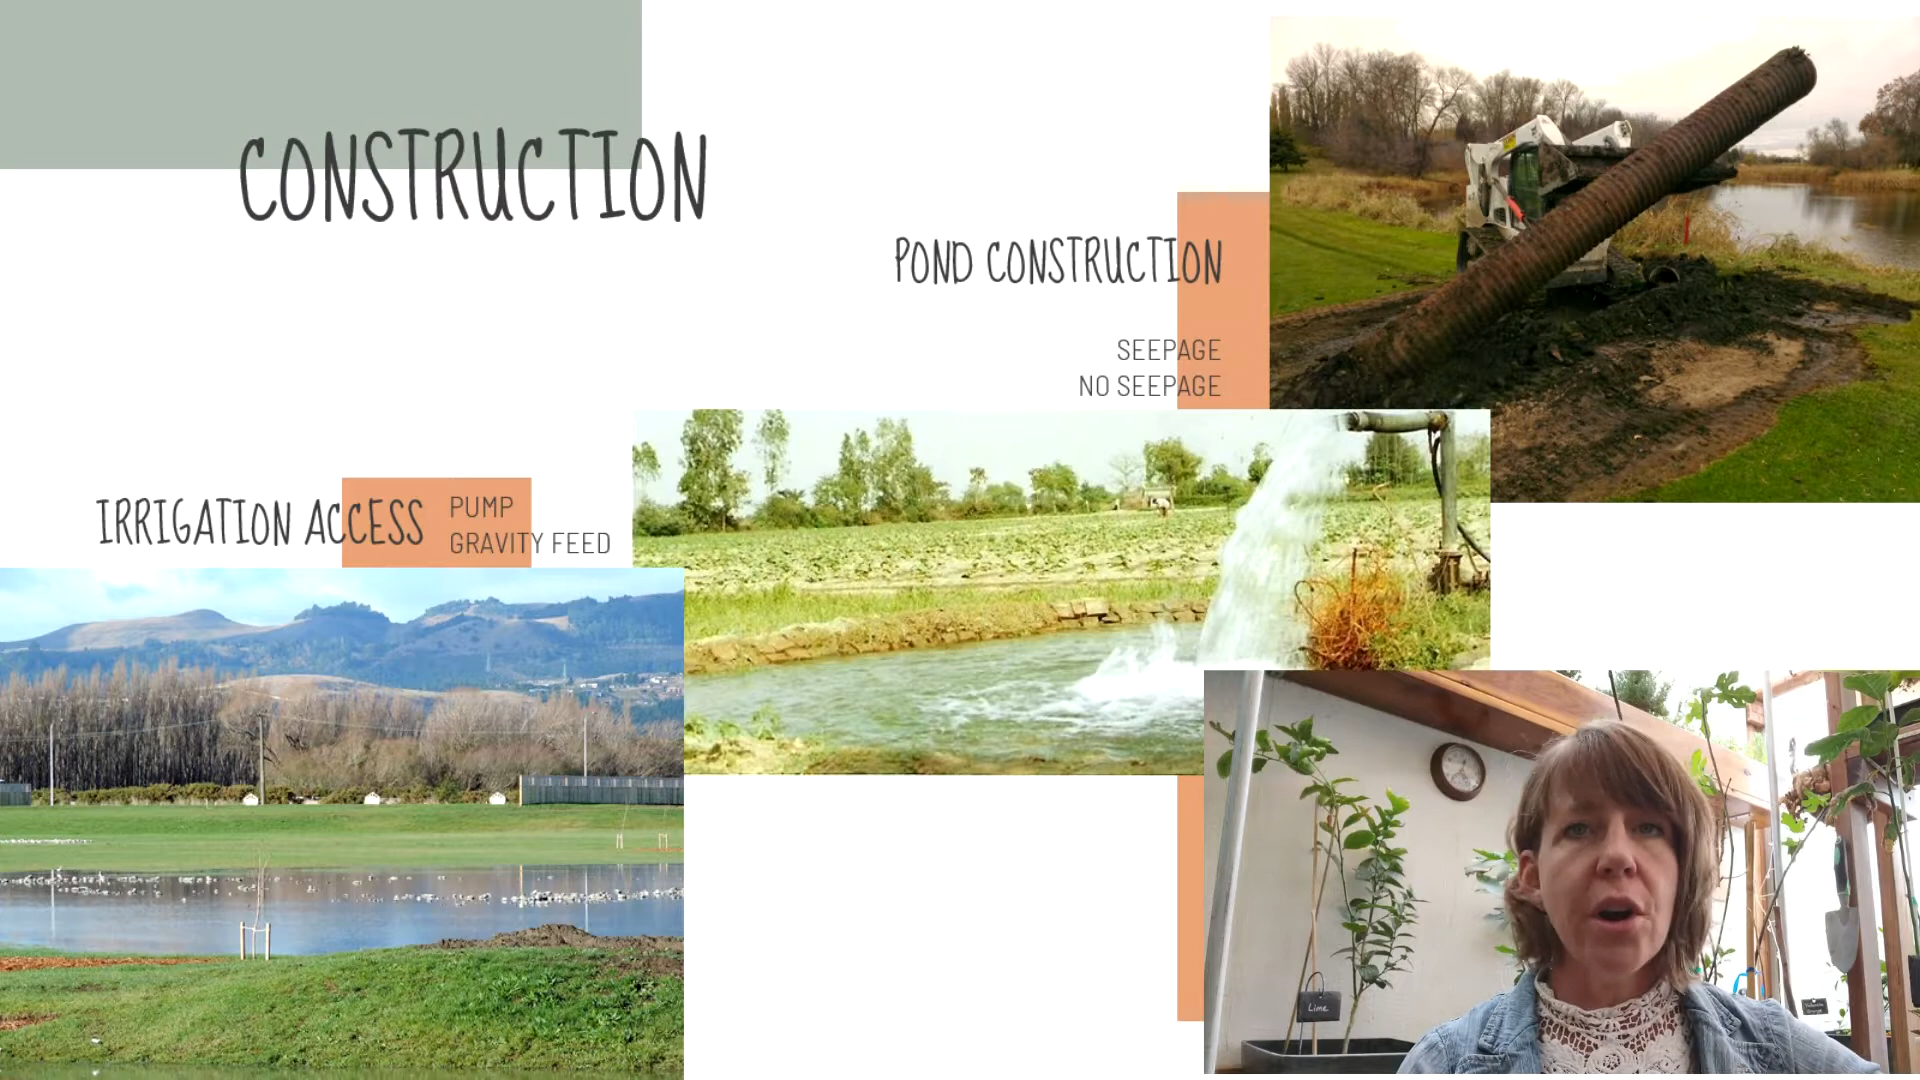 CONSTRUCTION
POND CONSTRUCTION
SEEPAGE
NO SEEPAGE
IRRIGATION ACCESS
PUMP
GRAVITY FEED
Lime